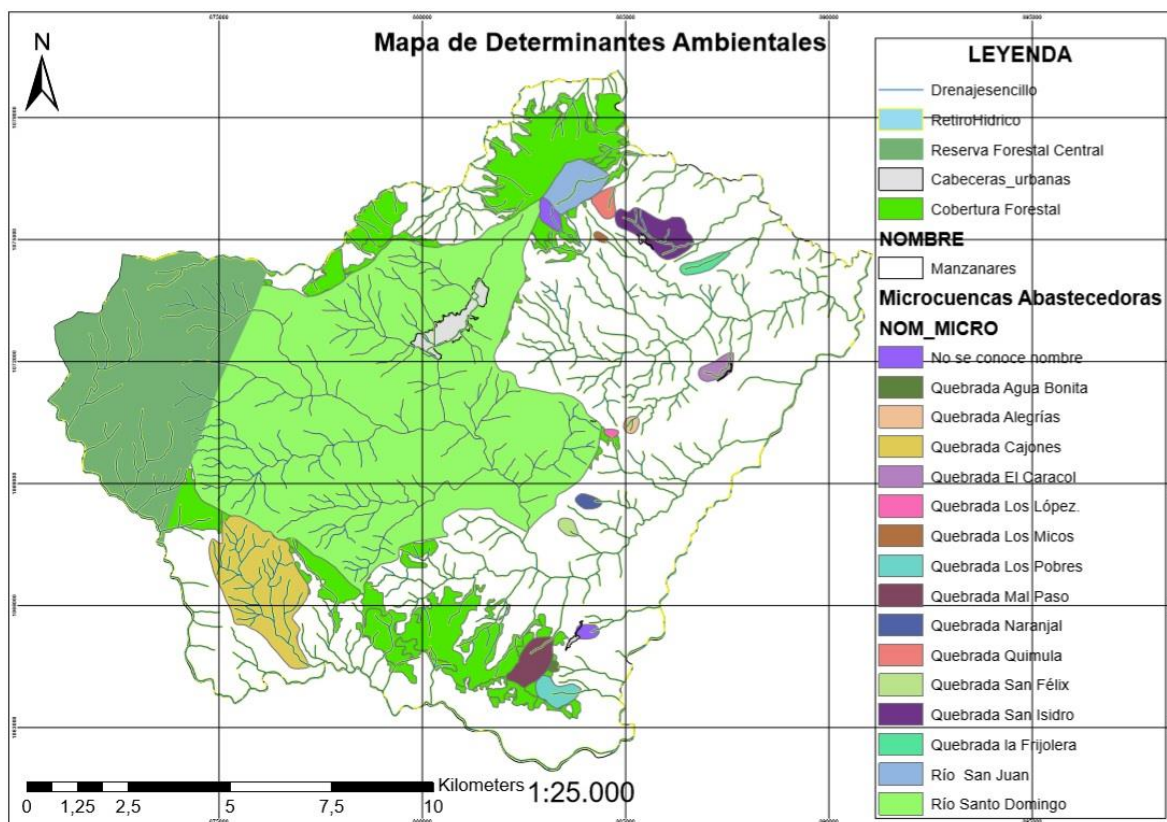 Mapa de Determinantes Ambientales
N
LEYENDA
Drenajesencillo
RetiroHidrico
Reserva Forestal Central
Cabeceras_urbanas
Cobertura Forestal
NOMBRE
Manzanares
Microcuencas Abastecedoras
NOM_MICRO
No se conoce nombre
Quebrada Agua Bonita
Quebrada Alegrías
Quebrada Cajones
Quebrada El Caracol
Quebrada Los López.
Quebrada Los Micos
Quebrada Los Pobres
Quebrada Mal Paso
Quebrada Naranjal
Quebrada Quimula
Quebrada San Félix
Quebrada San Isidro
Quebrada la Frijolera
Río San Juan
Río Santo Domingo
Kilometers
0 1,25 2,5 5 7,5 10
1:25.000